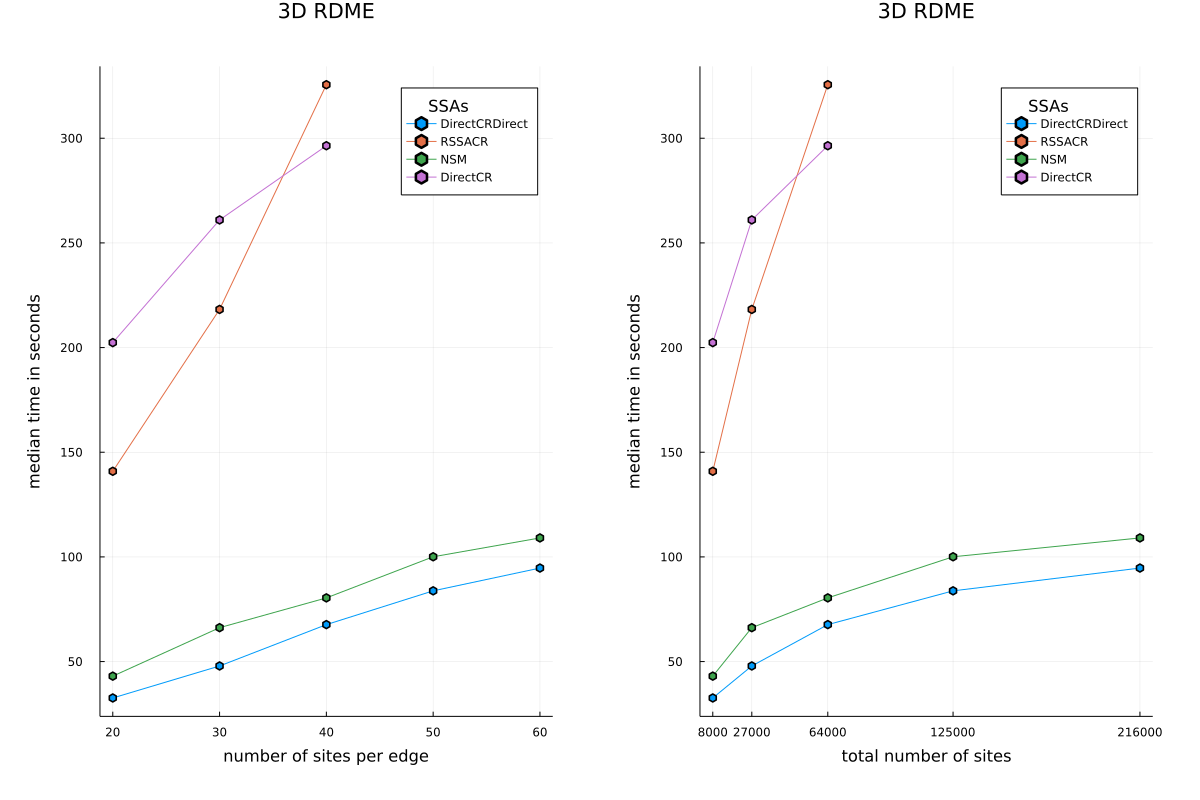 3D RDME
median time in seconds
300
250
200
150
100
50
20 30 40 50 60
number of sites per edge
SSAs
DirectCRDirect
RSSACR
NSM
DirectCR
3D RDME
median time in seconds
300
250
200
150
100
50
8000 27000 64000 125000 216000
total number of sites
SSAs
DirectCRDirect
RSSACR
NSM
DirectCR